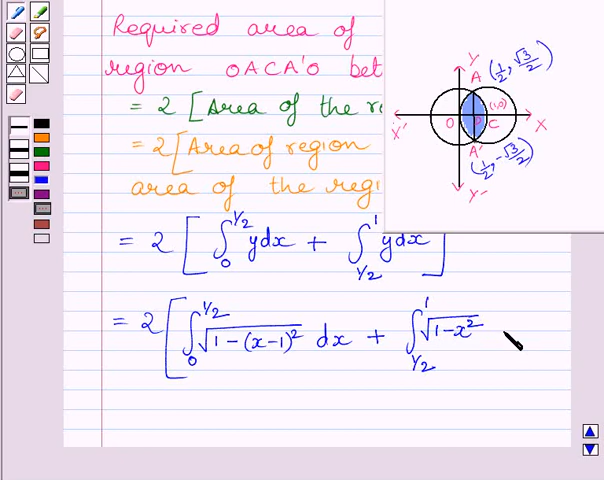 Required area of
region OACA'O bet
= 2 [Area of the re
= 2 [Area of region
area of the regi
= 2 [ ∫₀^{1/2} ydx + ∫_{1/2}^{1} ydx ]
= 2 [ ∫₀^{1/2} √(1-(x-1)²) dx + ∫_{1/2}^{1} √(1-x²)
Y
A (1/2, √3/2)
(1,0)
X' O D C X
A'
(1/2, -√3/2)
Y'